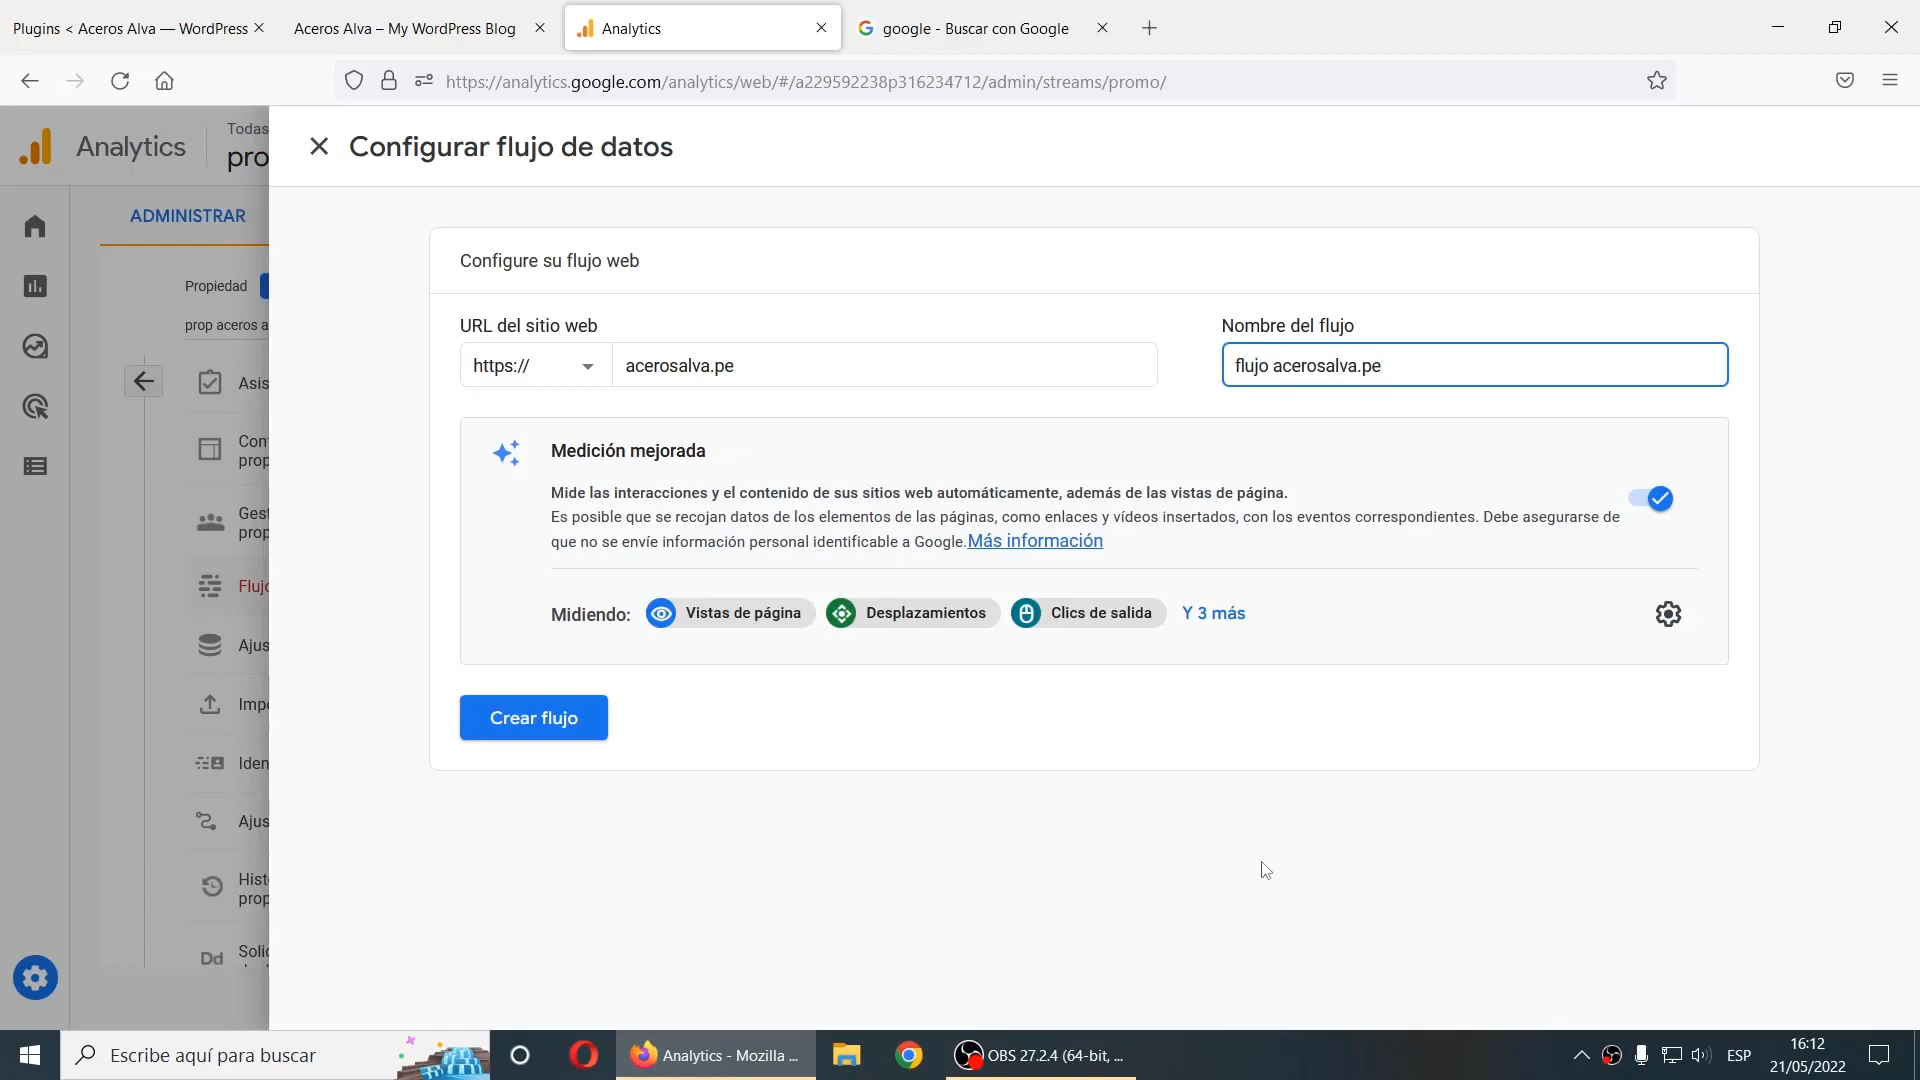 Plugins < Aceros Alva — WordPress
Aceros Alva – My WordPress Blog
Analytics
google - Buscar con Google
https://analytics.google.com/analytics/web/#/a229592238p316234712/admin/streams/promo/
Analytics
Todas
pro
Configurar flujo de datos
ADMINISTRAR
Propiedad
prop aceros a
Asis
Con
prop
Gest
prop
Flujo
Ajus
Impo
Iden
Ajus
Histo
prop
Dd
Solic
Configure su flujo web
URL del sitio web
Nombre del flujo
https://
acerosalva.pe
flujo acerosalva.pe
Medición mejorada
Mide las interacciones y el contenido de sus sitios web automáticamente, además de las vistas de página.
Es posible que se recojan datos de los elementos de las páginas, como enlaces y vídeos insertados, con los eventos correspondientes. Debe asegurarse de
que no se envíe información personal identificable a Google.Más información
Midiendo:
Vistas de página
Desplazamientos
Clics de salida
Y 3 más
Crear flujo
Escribe aquí para buscar
Analytics - Mozilla ...
OBS 27.2.4 (64-bit, ...
ESP
16:12
21/05/2022